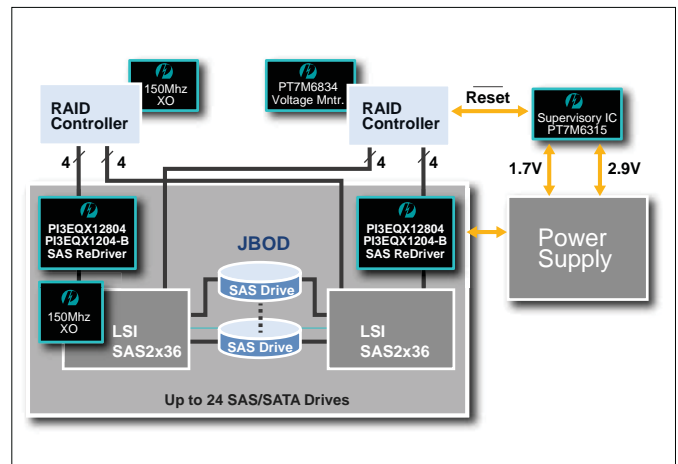 150Mhz
XO
PT7M6834
Voltage Mntr.
RAID
Controller
RAID
Controller
Reset
Supervisory IC
PT7M6315
4
4
4
4
1.7V
2.9V
PI3EQX12804
PI3EQX1204-B
SAS ReDriver
JBOD
PI3EQX12804
PI3EQX1204-B
SAS ReDriver
Power
Supply
150Mhz
XO
SAS Drive
LSI
SAS2x36
SAS Drive
LSI
SAS2x36
Up to 24 SAS/SATA Drives